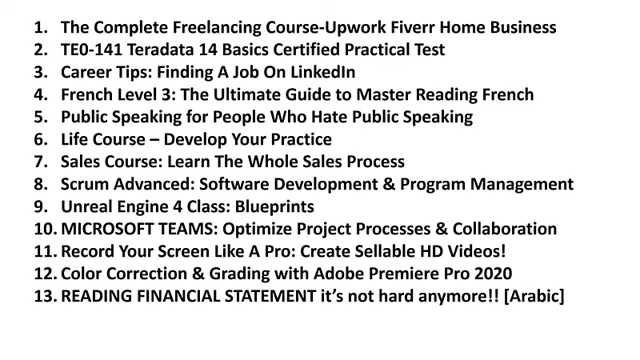 1. The Complete Freelancing Course-Upwork Fiverr Home Business
2. TE0-141 Teradata 14 Basics Certified Practical Test
3. Career Tips: Finding A Job On LinkedIn
4. French Level 3: The Ultimate Guide to Master Reading French
5. Public Speaking for People Who Hate Public Speaking
6. Life Course – Develop Your Practice
7. Sales Course: Learn The Whole Sales Process
8. Scrum Advanced: Software Development & Program Management
9. Unreal Engine 4 Class: Blueprints
10. MICROSOFT TEAMS: Optimize Project Processes & Collaboration
11. Record Your Screen Like A Pro: Create Sellable HD Videos!
12. Color Correction & Grading with Adobe Premiere Pro 2020
13. READING FINANCIAL STATEMENT it’s not hard anymore!! [Arabic]